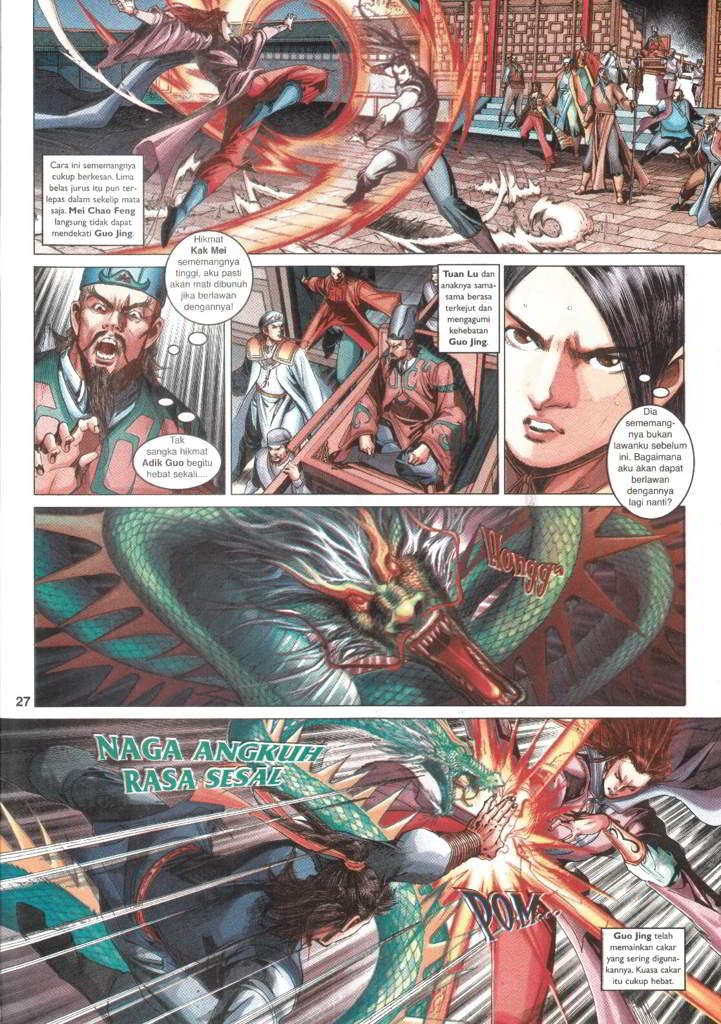 Cara ini sememangnya
cukup berkesan. Lima
belas jurus itu pun ter-
lepas dalam sekelip mata
saja. Mei Chao Feng
langsung tidak dapat
mendekati Guo Jing.
Hikmat
Kak Mei
sememangnya
tinggi, aku pasti
akan mati dibunuh
jika berlawan
dengannya!
Tak
sangka hikmat
Adik Guo begitu
hebat sekali....
Tuan Lu dan
anaknya sama-
sama berasa
terkejut dan
mengagumi
kehebatan
Guo Jing.
Dia
sememang-
nya bukan
lawanku sebelum
ini. Bagaimana
aku akan dapat
berlawan
dengannya
lagi nanti?
Hongg~
27
NAGA ANGKUH
RASA SESAL
POM...
Guo Jing telah
memainkan cakar
yang sering diguna-
kannya. Kuasa cakar
itu cukup hebat.